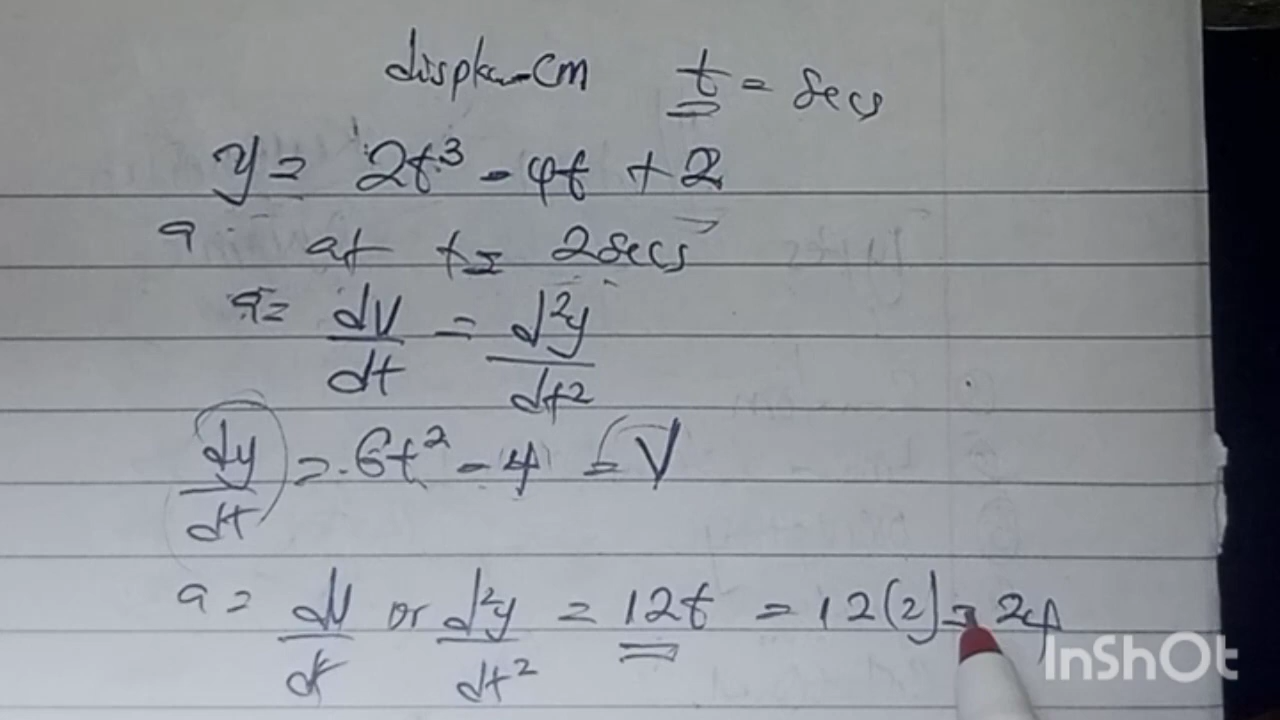 displa-cm t = secs
y = 2t³ - 4t + 2
a at t = 2secs
a = dv/dt = d²y/dt²
dy/dt = 6t² - 4 = V
a = dv/dt or d²y/dt² = 12t = 12(2) = 24
InShOt